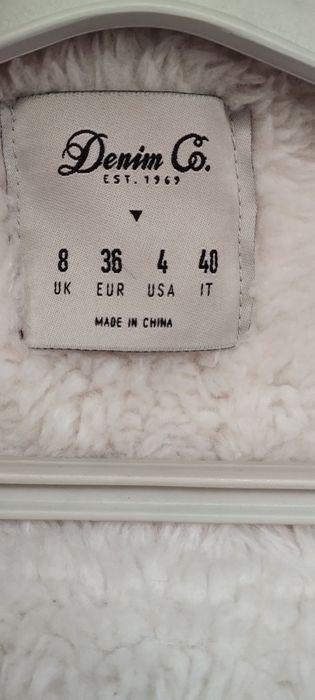 Denim Co.
EST. 1969
8 36 4 40
UK EUR USA IT
MADE IN CHINA